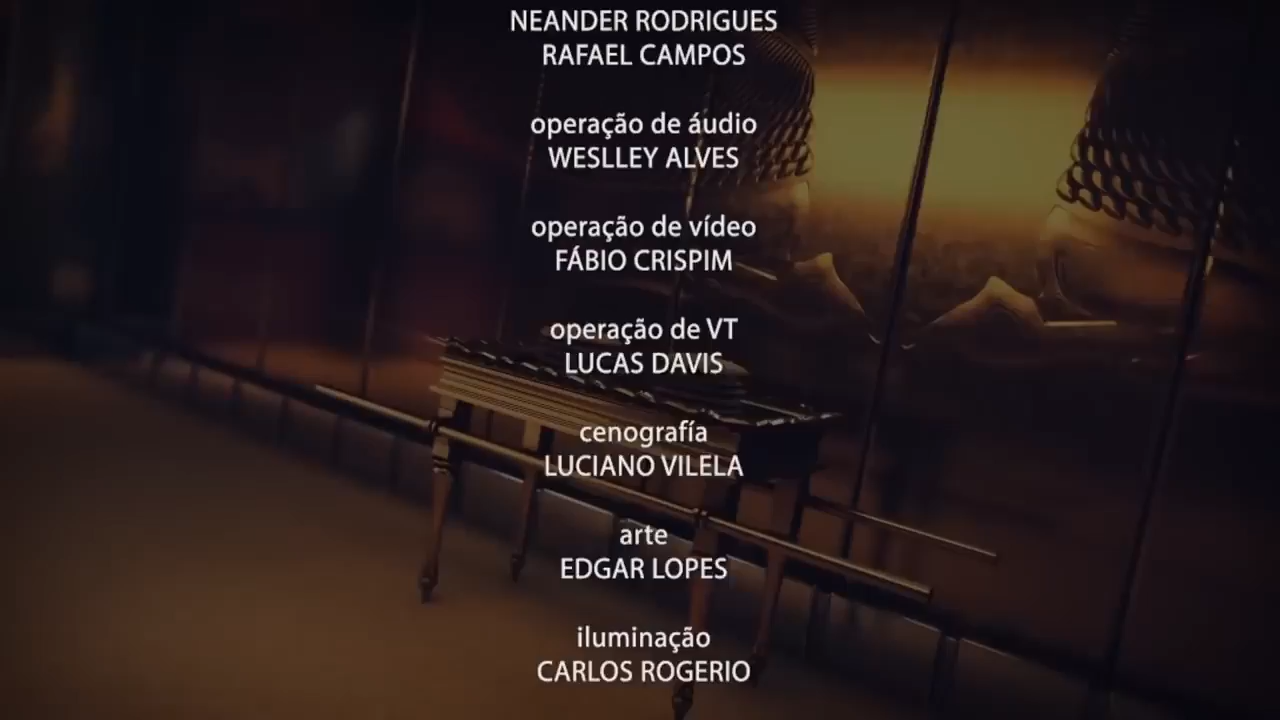 NEANDER RODRIGUES
RAFAEL CAMPOS
operação de áudio
WESLLEY ALVES
operação de vídeo
FÁBIO CRISPIM
operação de VT
LUCAS DAVIS
cenografía
LUCIANO VILELA
arte
EDGAR LOPES
iluminação
CARLOS ROGERIO